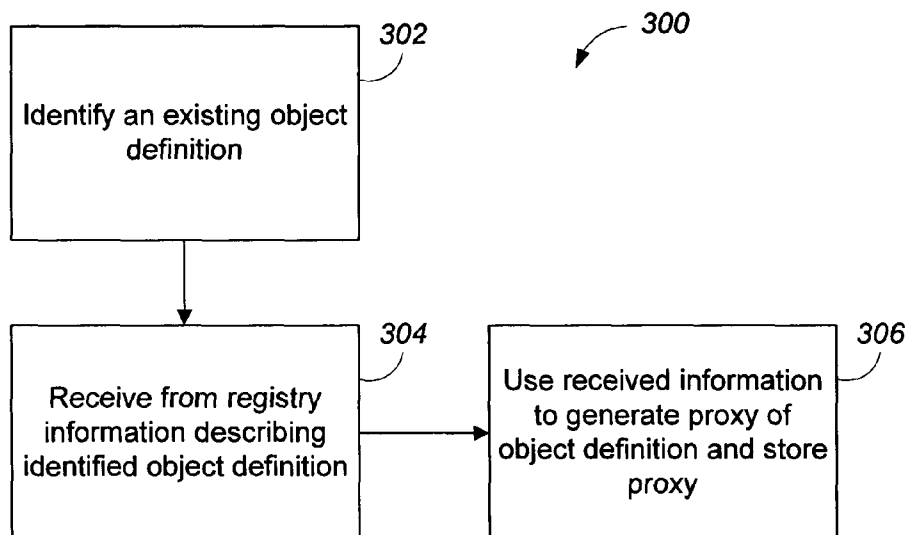 302
300
Identify an existing object
definition
304
306
Receive from registry
information describing
identified object definition
Use received information
to generate proxy of
object definition and store
proxy